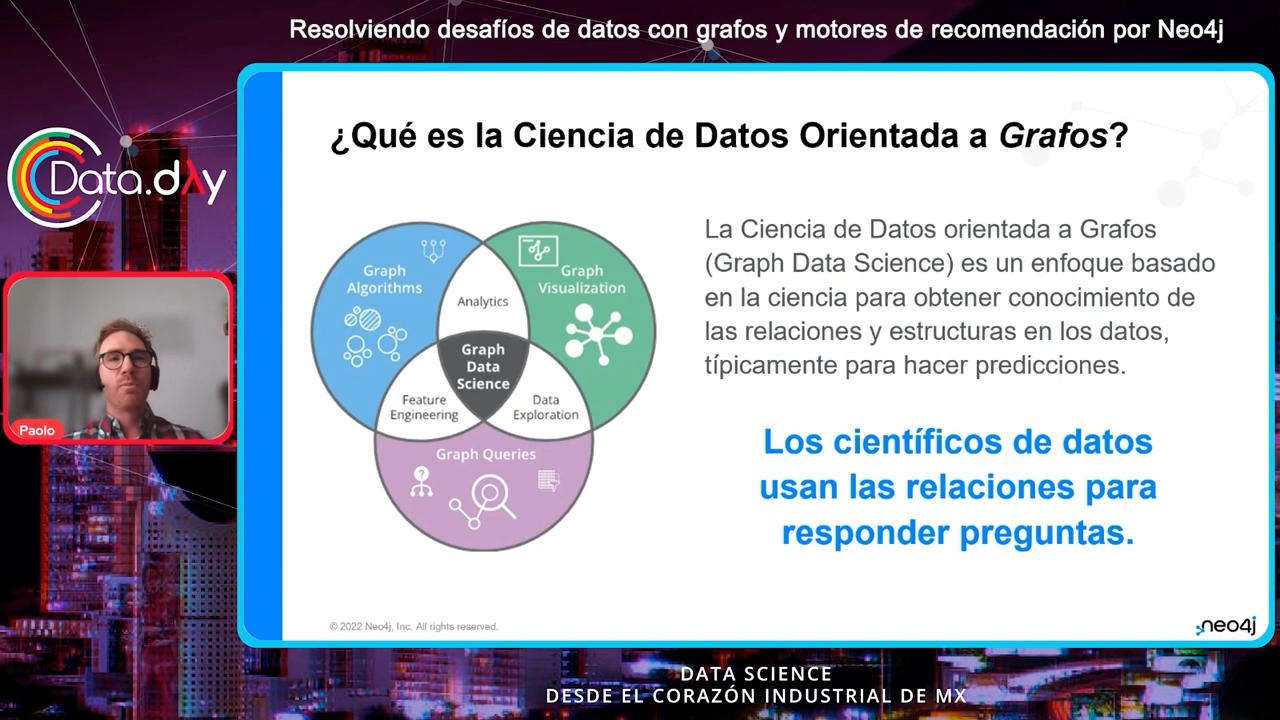 Resolviendo desafíos de datos con grafos y motores de recomendación por Neo4j
Data.day
Paolo
¿Qué es la Ciencia de Datos Orientada a Grafos?
Graph
Algorithms
Analytics
Graph
Visualization
Graph
Data
Science
Feature
Engineering
Data
Exploration
Graph Queries
?
La Ciencia de Datos orientada a Grafos
(Graph Data Science) es un enfoque basado
en la ciencia para obtener conocimiento de
las relaciones y estructuras en los datos,
típicamente para hacer predicciones.
Los científicos de datos
usan las relaciones para
responder preguntas.
© 2022 Neo4j, Inc. All rights reserved.
neo4j
DATA SCIENCE
DESDE EL CORAZÓN INDUSTRIAL DE MX